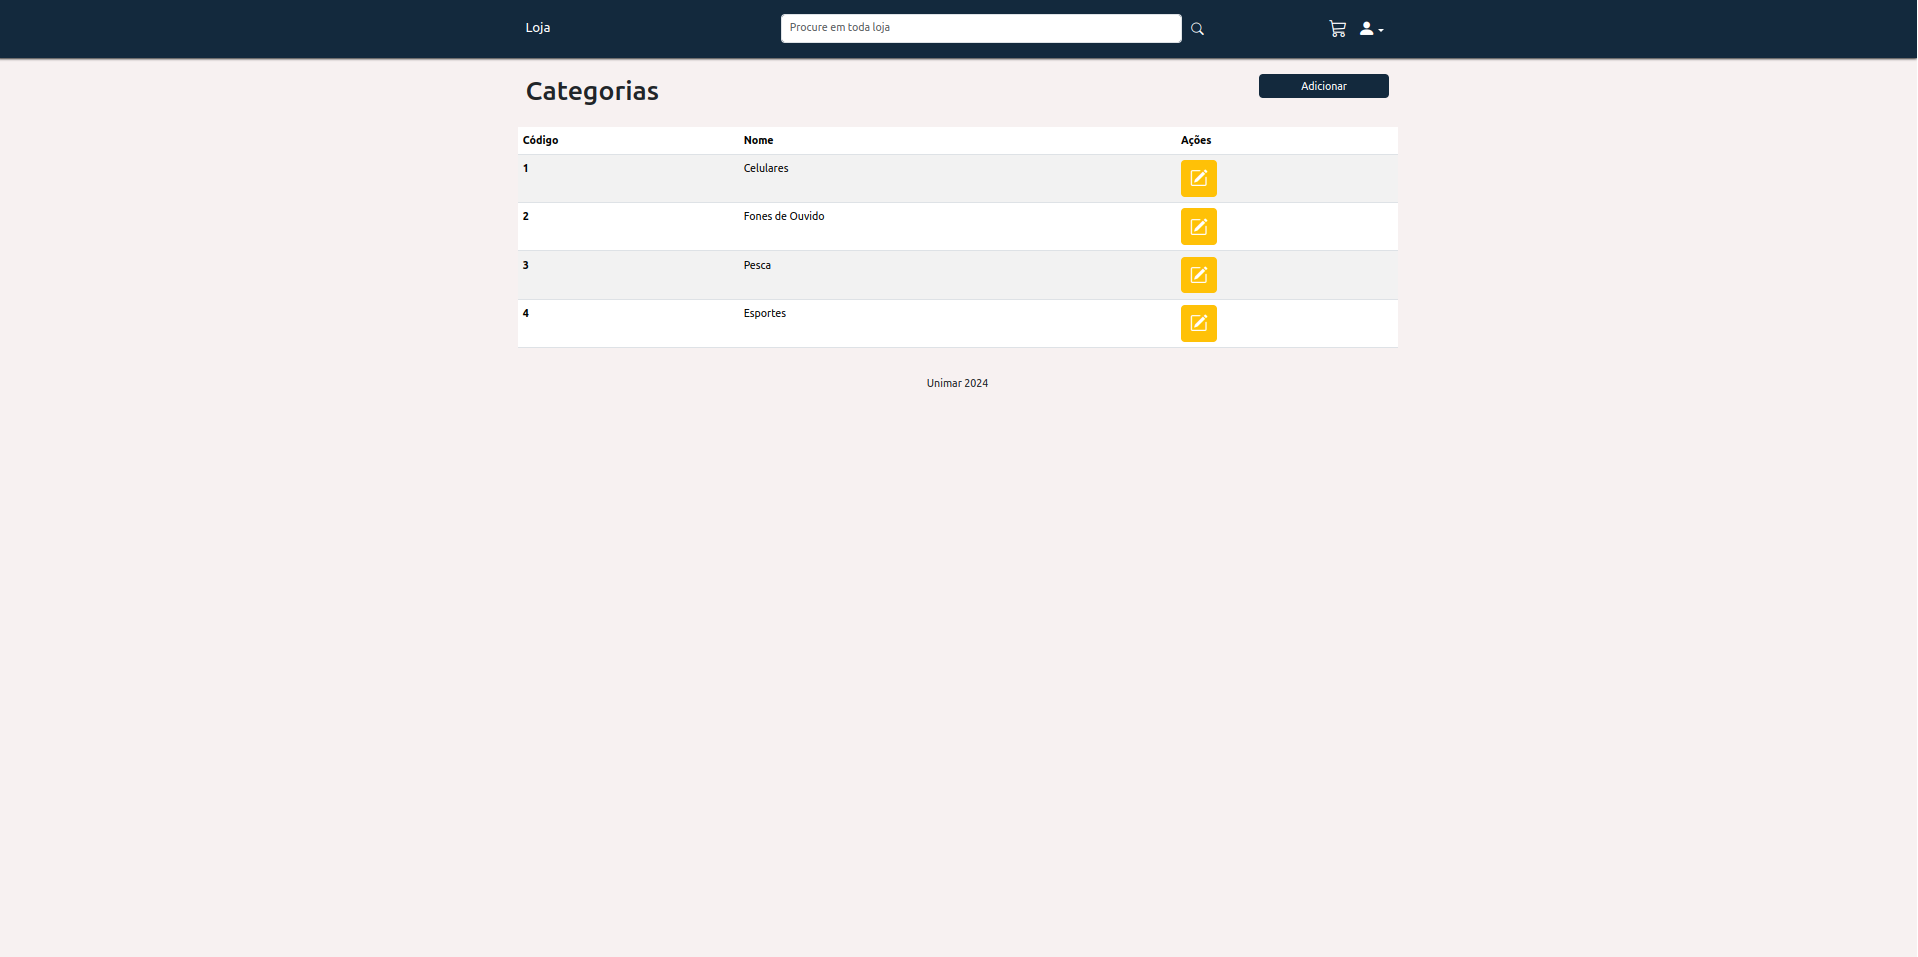 Loja
Procure em toda loja
Categorias
Adicionar
Código Nome Ações
1 Celulares
2 Fones de Ouvido
3 Pesca
4 Esportes
Unimar 2024